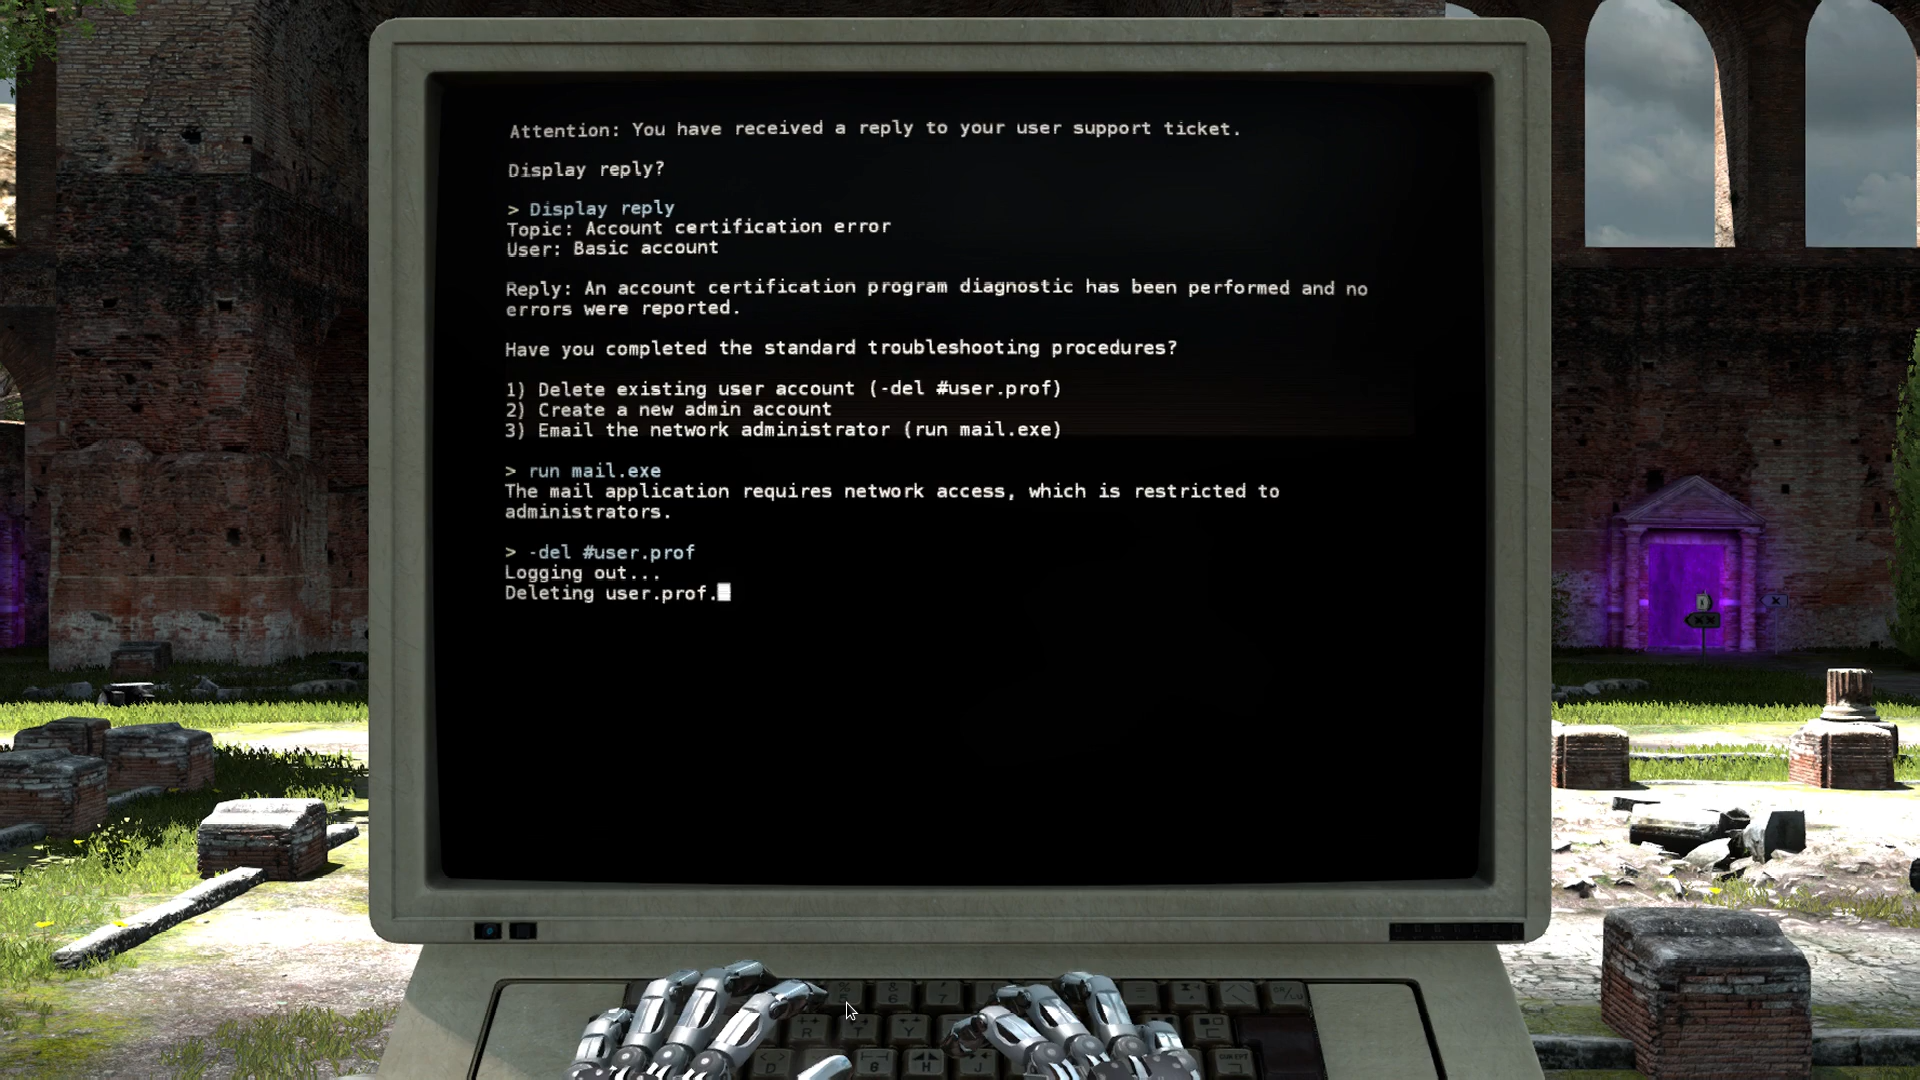 Attention: You have received a reply to your user support ticket.
Display reply?
> Display reply
Topic: Account certification error
User: Basic account
Reply: An account certification program diagnostic has been performed and no
errors were reported.
Have you completed the standard troubleshooting procedures?
1) Delete existing user account (-del #user.prof)
2) Create a new admin account
3) Email the network administrator (run mail.exe)
> run mail.exe
The mail application requires network access, which is restricted to
administrators.
> -del #user.prof
Logging out...
Deleting user.prof.
% 6 7
R T Y
D H J